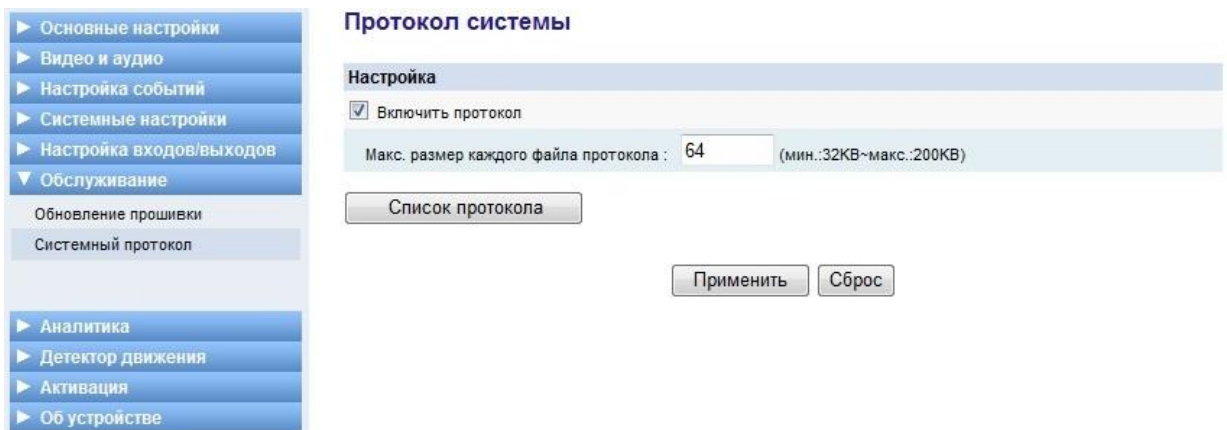 Основные настройки
Видео и аудио
Настройка событий
Системные настройки
Настройка входов/выходов
Обслуживание
Обновление прошивки
Системный протокол
Аналитика
Детектор движения
Активация
Об устройстве
Протокол системы
Настройка
Включить протокол
Макс. размер каждого файла протокола : 64 (мин.:32KB~макс.:200KB)
Список протокола
Применить Сброс